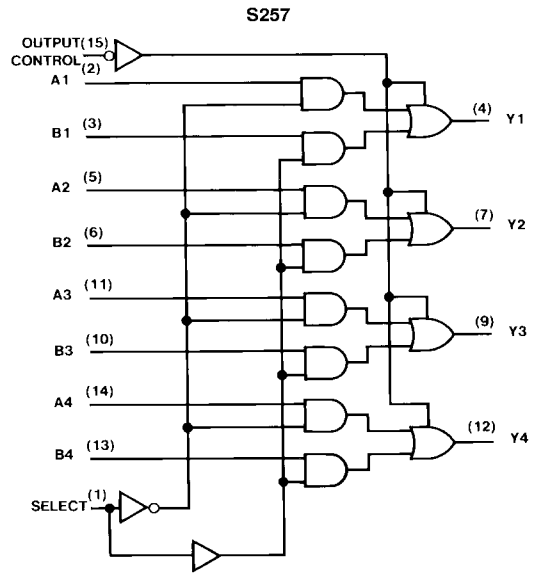 S257
OUTPUT (15)
CONTROL
(2)
A1
(4)
Y1
(3)
B1
(5)
A2
(7)
Y2
(6)
B2
(11)
A3
(9)
Y3
(10)
B3
(14)
A4
(12)
Y4
(13)
B4
SELECT (1)